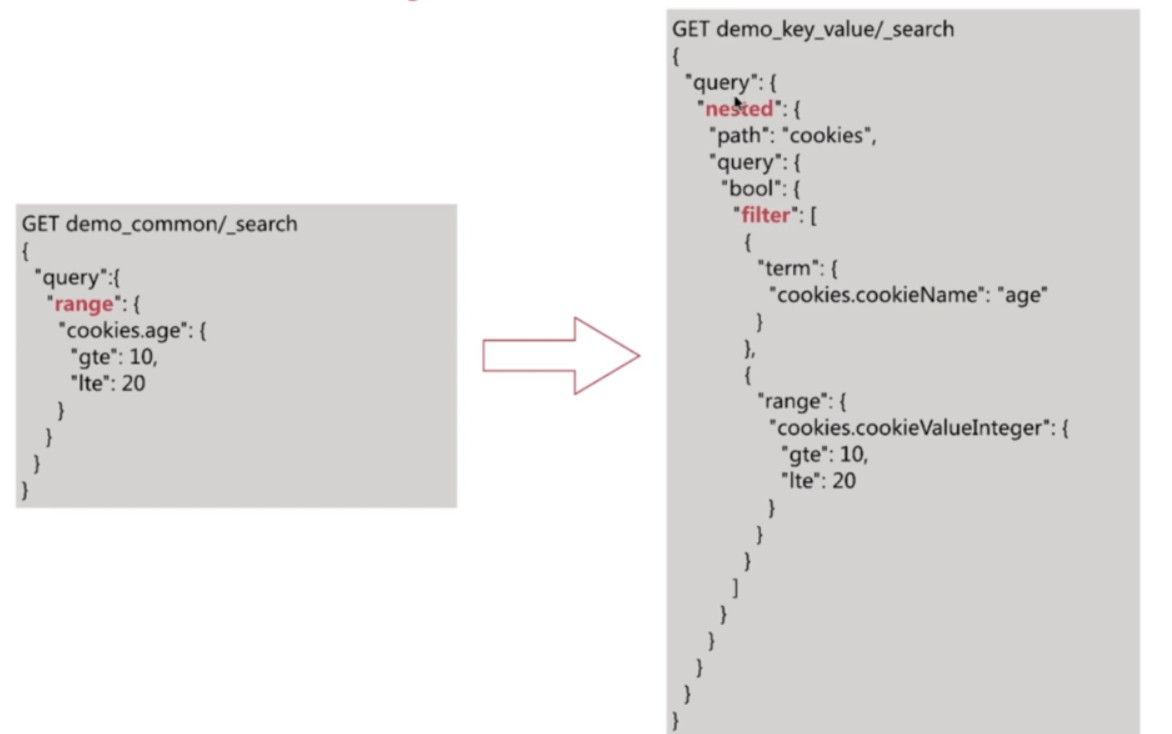 GET demo_common/_search
{
"query":{
"range": {
"cookies.age": {
"gte": 10,
"lte": 20
}
}
}
}
GET demo_key_value/_search
{
"query": {
"nested": {
"path": "cookies",
"query": {
"bool": {
"filter": [
{
"term": {
"cookies.cookieName": "age"
}
},
{
"range": {
"cookies.cookieValueInteger": {
"gte": 10,
"lte": 20
}
}
}
]
}
}
}
}
}